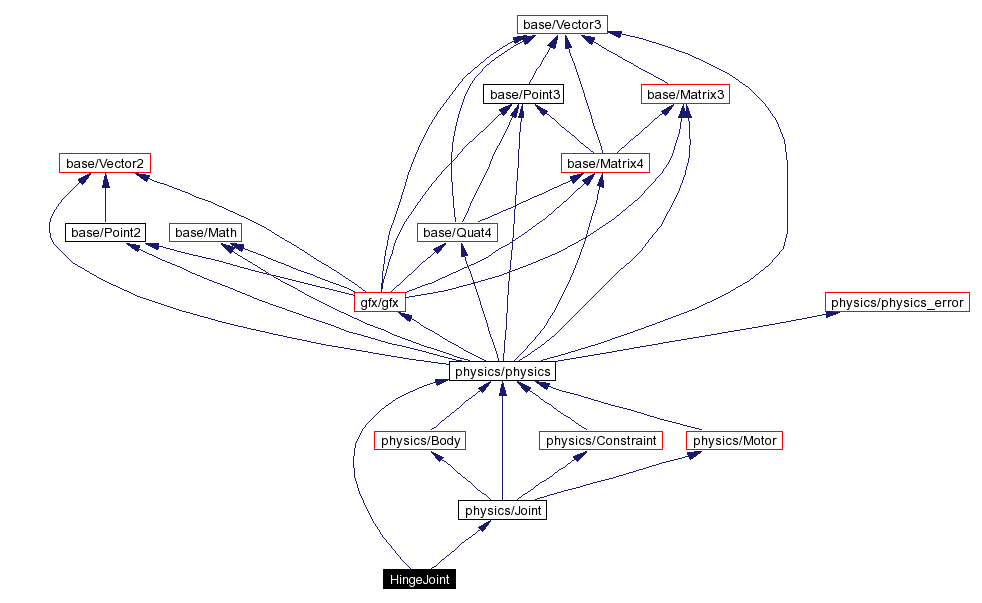 base/Vector3
base/Point3
base/Matrix3
base/Vector2
base/Matrix4
base/Point2
base/Math
base/Quat4
gfx/gfx
physics/physics_error
physics/physics
physics/Body
physics/Constraint
physics/Motor
physics/Joint
HingeJoint